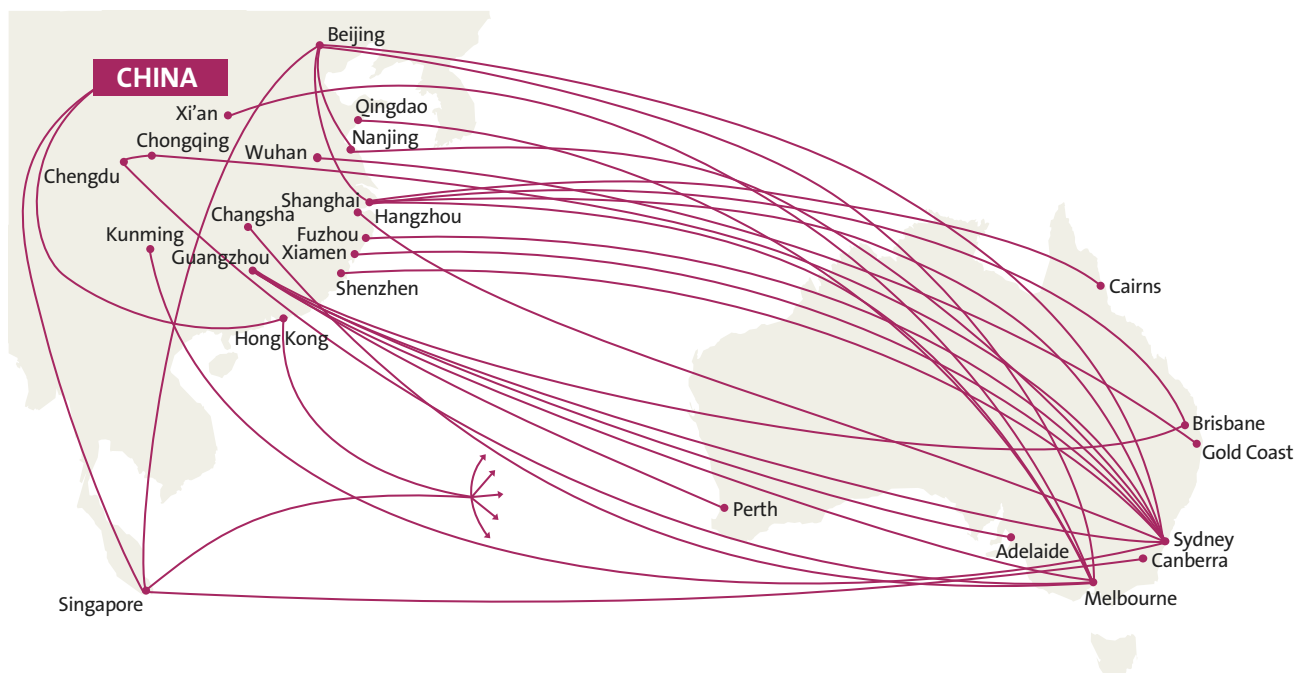 Beijing
CHINA
Xi’an
Qingdao
Chongqing
Nanjing
Wuhan
Chengdu
Shanghai
Changsha
Hangzhou
Kunming
Fuzhou
Guangzhou
Xiamen
Shenzhen
Cairns
Hong Kong
Brisbane
Gold Coast
Perth
Sydney
Adelaide
Canberra
Singapore
Melbourne